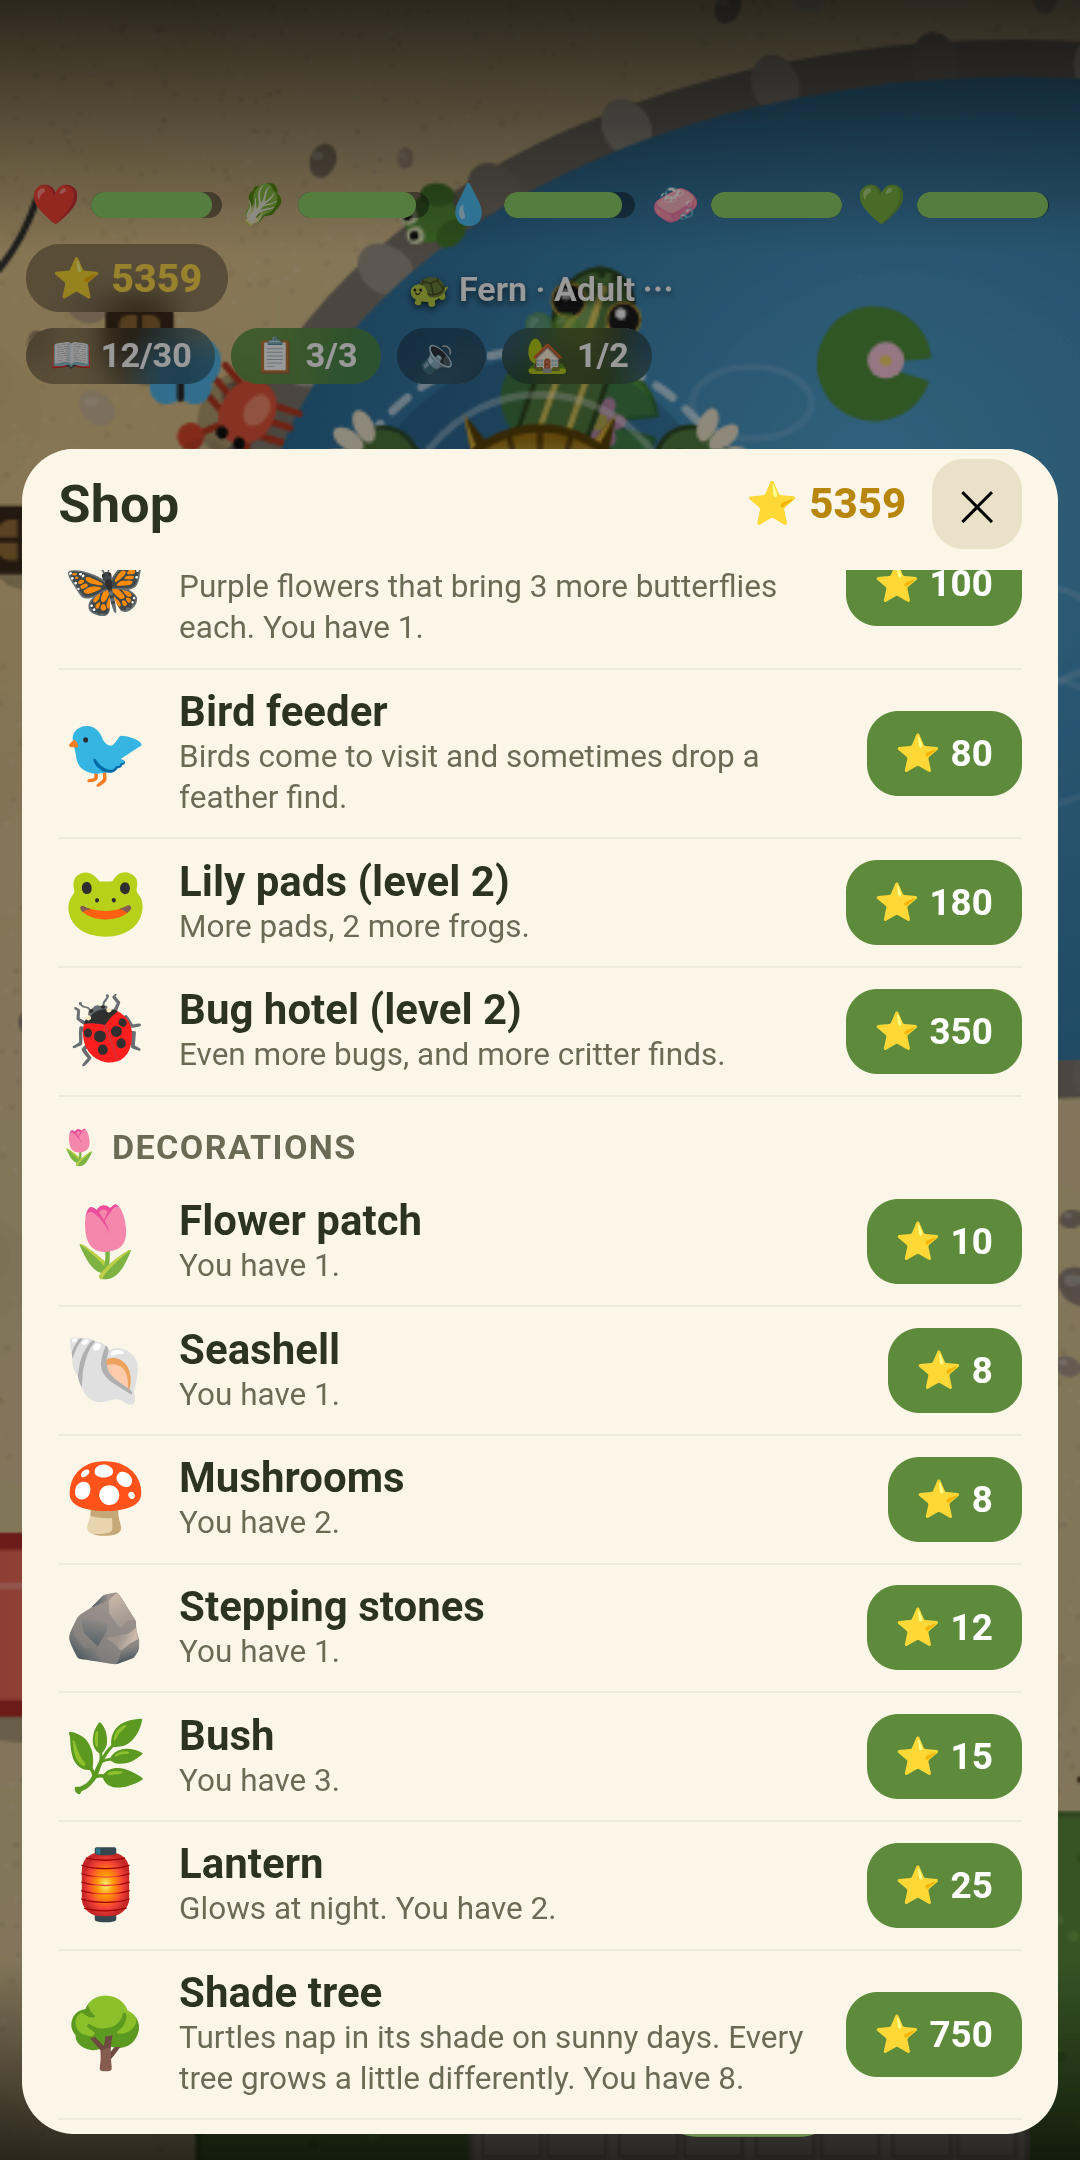 5359
Fern · Adult ···
12/30
3/3
1/2
Shop
5359
Purple flowers that bring 3 more butterflies
each. You have 1.
100
Bird feeder
Birds come to visit and sometimes drop a
feather find.
80
Lily pads (level 2)
More pads, 2 more frogs.
180
Bug hotel (level 2)
Even more bugs, and more critter finds.
350
DECORATIONS
Flower patch
You have 1.
10
Seashell
You have 1.
8
Mushrooms
You have 2.
8
Stepping stones
You have 1.
12
Bush
You have 3.
15
Lantern
Glows at night. You have 2.
25
Shade tree
Turtles nap in its shade on sunny days. Every
tree grows a little differently. You have 8.
750